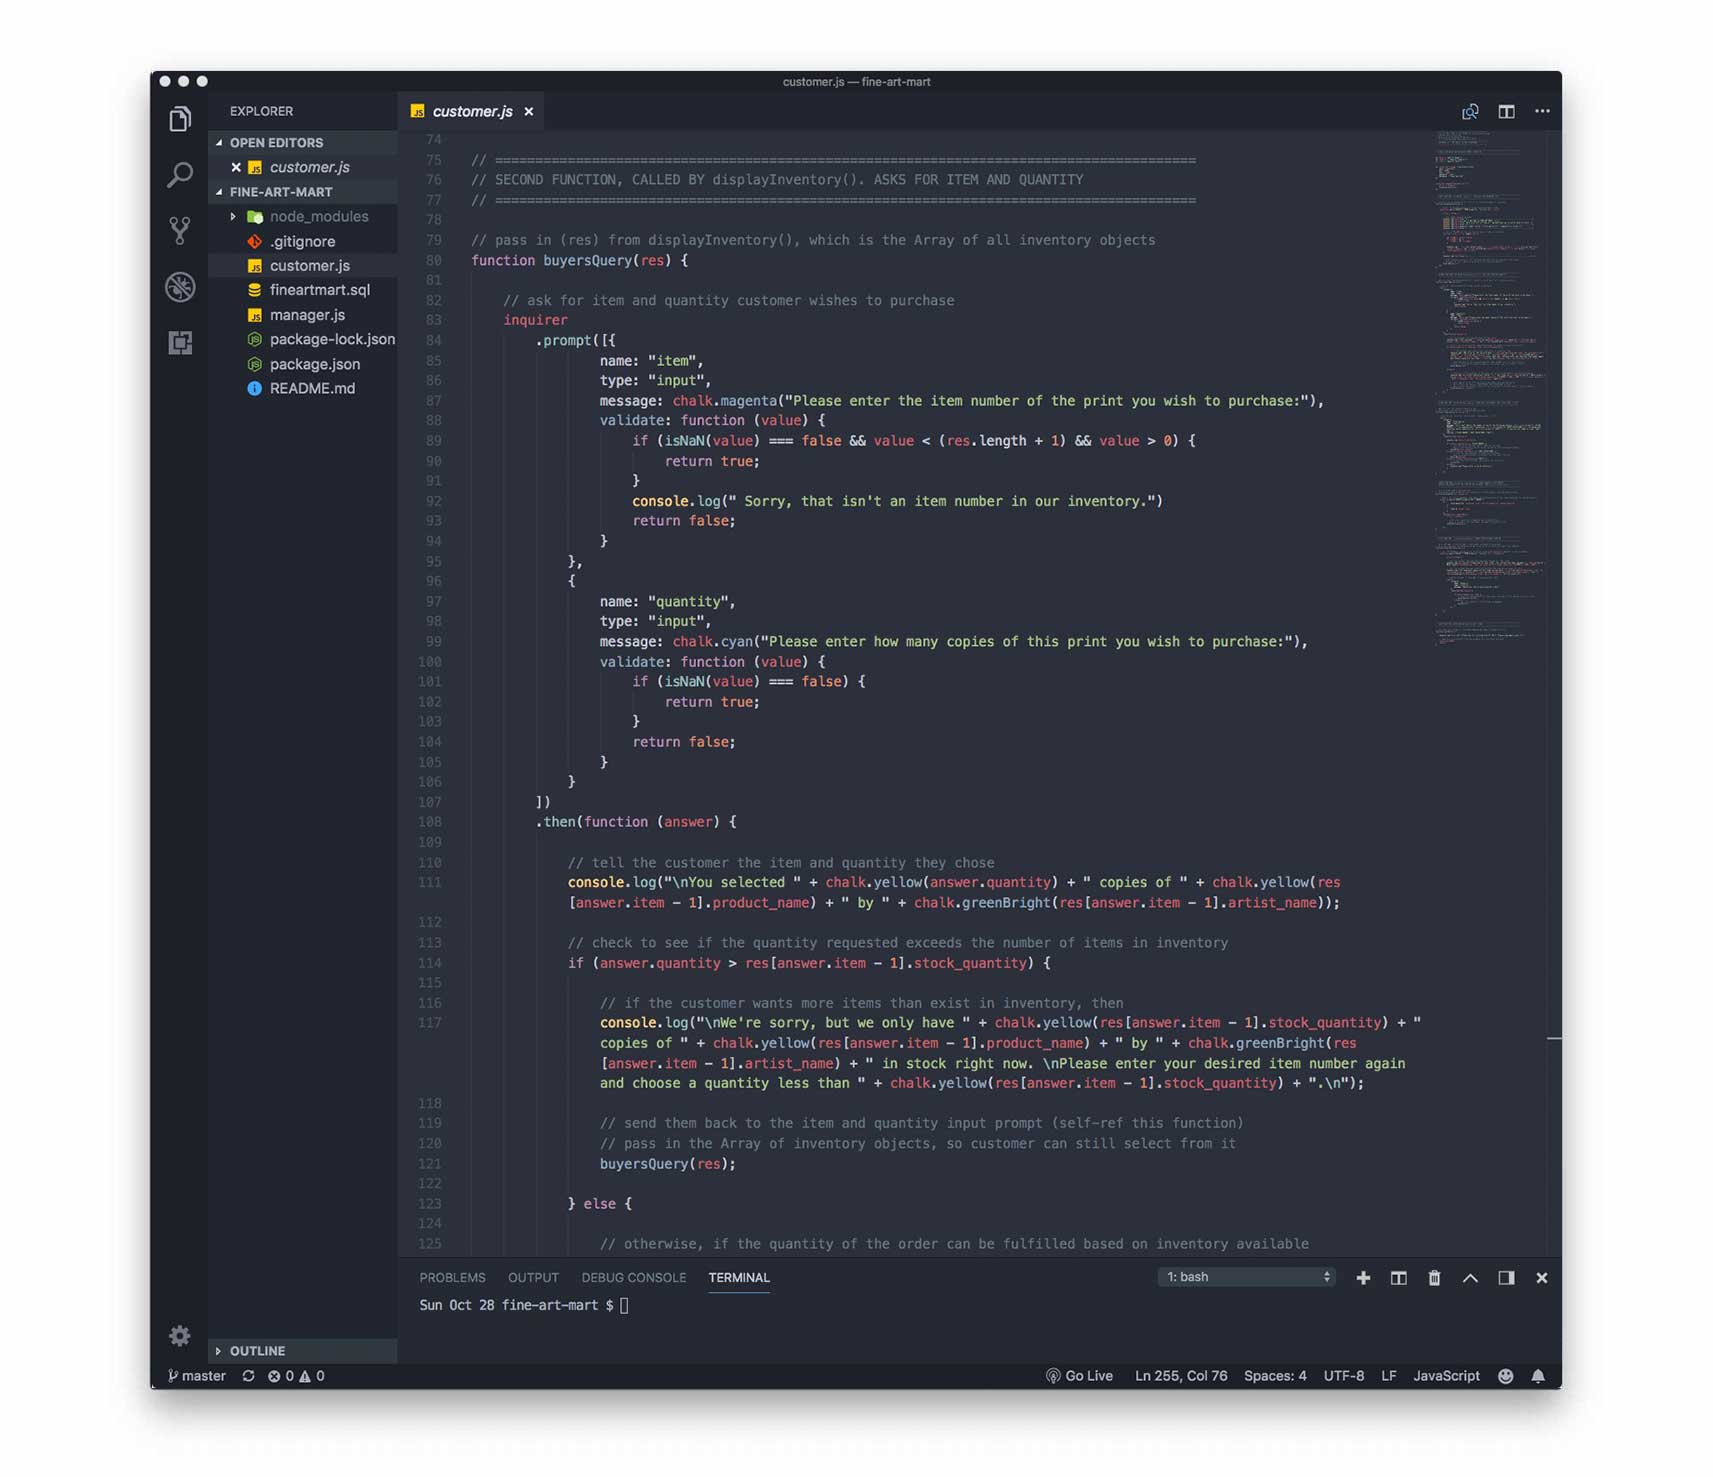 customer.js — fine-art-mart
EXPLORER
OPEN EDITORS
customer.js
FINE-ART-MART
node_modules
.gitignore
customer.js
fineartmart.sql
manager.js
package-lock.json
package.json
README.md
OUTLINE
customer.js
74
75 // =======================================================================================
76 // SECOND FUNCTION, CALLED BY displayInventory(). ASKS FOR ITEM AND QUANTITY
77 // =======================================================================================
78
79 // pass in (res) from displayInventory(), which is the Array of all inventory objects
80 function buyersQuery(res) {
81
82 // ask for item and quantity customer wishes to purchase
83 inquirer
84 .prompt([{
85 name: "item",
86 type: "input",
87 message: chalk.magenta("Please enter the item number of the print you wish to purchase:"),
88 validate: function (value) {
89 if (isNaN(value) === false && value < (res.length + 1) && value > 0) {
90 return true;
91 }
92 console.log(" Sorry, that isn't an item number in our inventory.")
93 return false;
94 }
95 },
96 {
97 name: "quantity",
98 type: "input",
99 message: chalk.cyan("Please enter how many copies of this print you wish to purchase:"),
100 validate: function (value) {
101 if (isNaN(value) === false) {
102 return true;
103 }
104 return false;
105 }
106 }
107 ])
108 .then(function (answer) {
109
110 // tell the customer the item and quantity they chose
111 console.log("\nYou selected " + chalk.yellow(answer.quantity) + " copies of " + chalk.yellow(res
[answer.item - 1].product_name) + " by " + chalk.greenBright(res[answer.item - 1].artist_name));
112
113 // check to see if the quantity requested exceeds the number of items in inventory
114 if (answer.quantity > res[answer.item - 1].stock_quantity) {
115
116 // if the customer wants more items than exist in inventory, then
117 console.log("\nWe're sorry, but we only have " + chalk.yellow(res[answer.item - 1].stock_quantity) + "
copies of " + chalk.yellow(res[answer.item - 1].product_name) + " by " + chalk.greenBright(res
[answer.item - 1].artist_name) + " in stock right now. \nPlease enter your desired item number again
and choose a quantity less than " + chalk.yellow(res[answer.item - 1].stock_quantity) + ".\n");
118
119 // send them back to the item and quantity input prompt (self-ref this function)
120 // pass in the Array of inventory objects, so customer can still select from it
121 buyersQuery(res);
122
123 } else {
124
125 // otherwise, if the quantity of the order can be fulfilled based on inventory available
PROBLEMS OUTPUT DEBUG CONSOLE TERMINAL 1: bash
Sun Oct 28 fine-art-mart $
master 0 0 Go Live Ln 255, Col 76 Spaces: 4 UTF-8 LF JavaScript